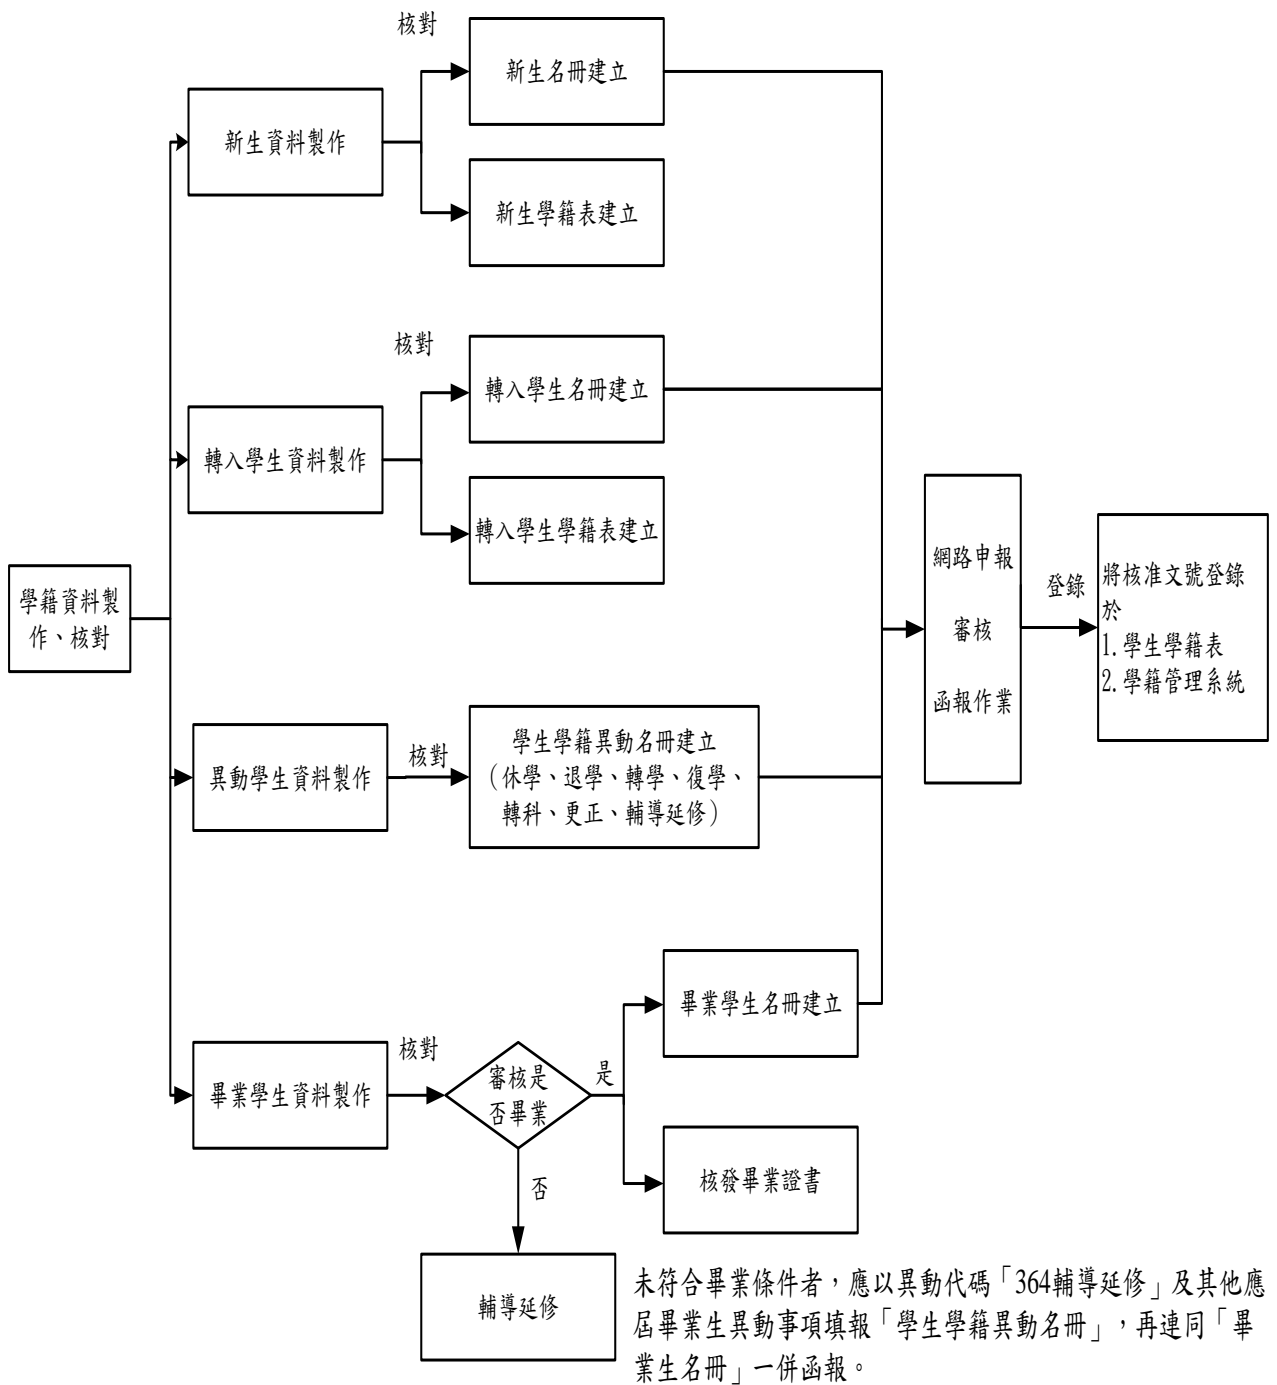 核對
新生名冊建立
新生資料製作
新生學籍表建立
核對
轉入學生名冊建立
轉入學生資料製作
轉入學生學籍表建立
學籍資料製
作、核對
網路申報
審核
函報作業
登錄
將核准文號登錄
於
1.學生學籍表
2.學籍管理系統
異動學生資料製作
核對
學生學籍異動名冊建立
（休學、退學、轉學、復學、
轉科、更正、輔導延修）
畢業學生名冊建立
畢業學生資料製作
核對
審核是
否畢業
是
核發畢業證書
否
輔導延修
未符合畢業條件者，應以異動代碼「364輔導延修」及其他應
屆畢業生異動事項填報「學生學籍異動名冊」，再連同「畢
業生名冊」一併函報。